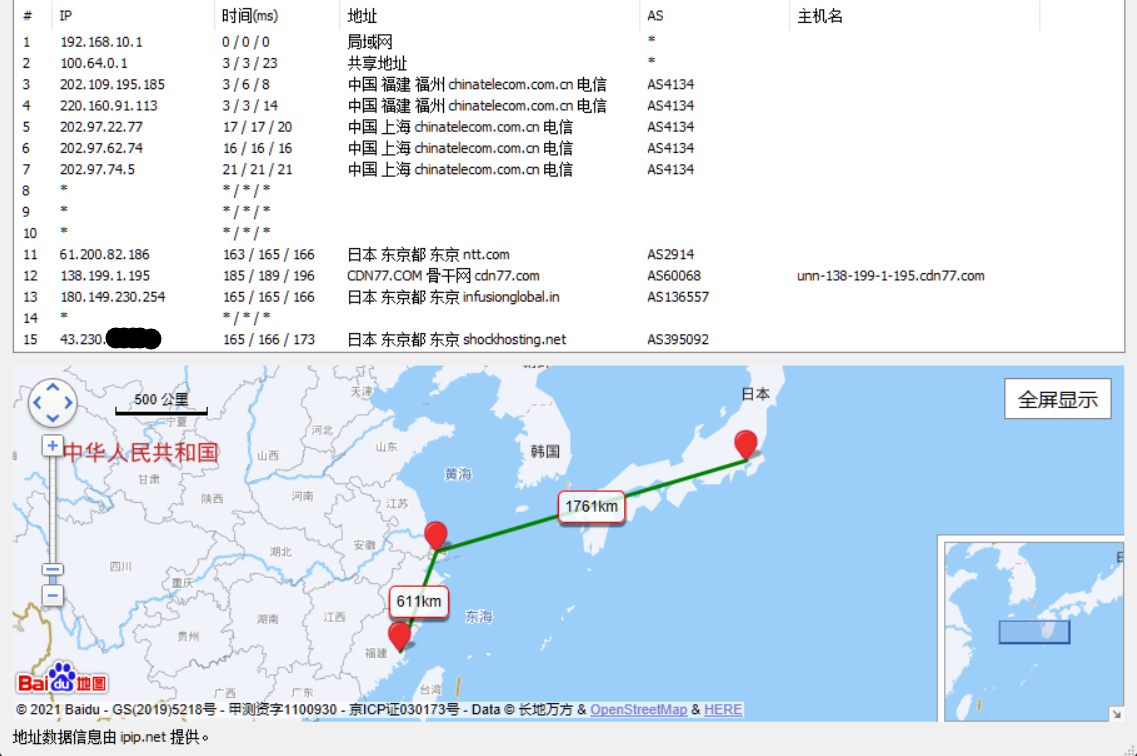 # IP 时间(ms) 地址 AS 主机名
1 192.168.10.1 0 / 0 / 0 局域网 *
2 100.64.0.1 3 / 3 / 23 共享地址 *
3 202.109.195.185 3 / 6 / 8 中国 福建 福州 chinatelecom.com.cn 电信 AS4134
4 220.160.91.113 3 / 3 / 14 中国 福建 福州 chinatelecom.com.cn 电信 AS4134
5 202.97.22.77 17 / 17 / 20 中国 上海 chinatelecom.com.cn 电信 AS4134
6 202.97.62.74 16 / 16 / 16 中国 上海 chinatelecom.com.cn 电信 AS4134
7 202.97.74.5 21 / 21 / 21 中国 上海 chinatelecom.com.cn 电信 AS4134
8 * * / * / *
9 * * / * / *
10 * * / * / *
11 61.200.82.186 163 / 165 / 166 日本 东京都 东京 ntt.com AS2914
12 138.199.1.195 185 / 189 / 196 CDN77.COM 骨干网 cdn77.com AS60068 unn-138-199-1-195.cdn77.com
13 180.149.230.254 165 / 165 / 166 日本 东京都 东京 infusionglobal.in AS136557
14 * * / * / *
15 43.230. 165 / 166 / 173 日本 东京都 东京 shockhosting.net AS395092
500 公里
天津
日本
全屏显示
宁夏
河北
中华人民共和国
山西
山东
韩国
甘肃
黄海
陕西
河南
江苏
1761km
安徽
湖北
四川
重庆
611km
湖南
江西
东海
贵州
福建
Bai du 地图
广西
广东
台湾
日
© 2021 Baidu - GS(2019)5218号 - 甲测资字1100930 - 京ICP证030173号 - Data © 长地万方 & OpenStreetMap & HERE
地址数据信息由 ipip.net 提供。